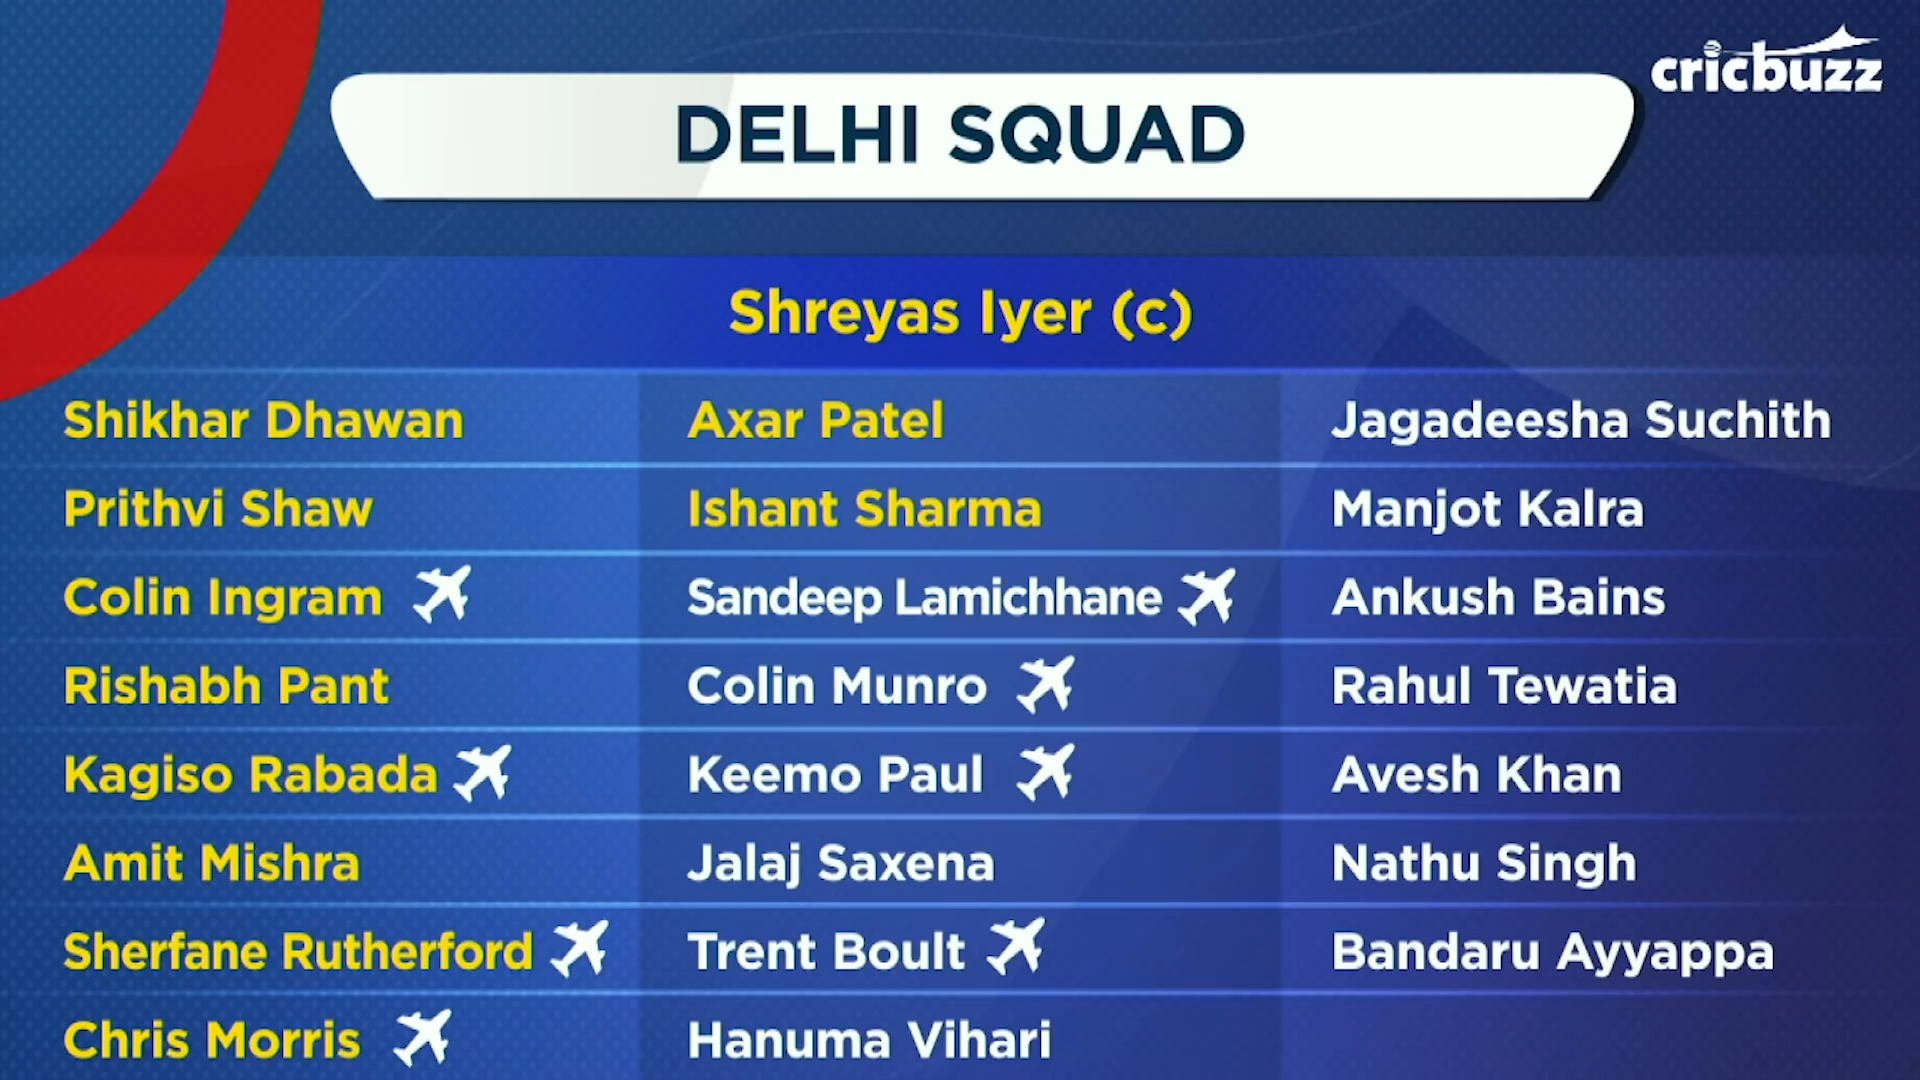 cricbuzz
DELHI SQUAD
Shreyas Iyer (c)
Shikhar Dhawan
Axar Patel
Jagadeesha Suchith
Prithvi Shaw
Ishant Sharma
Manjot Kalra
Colin Ingram
Sandeep Lamichhane
Ankush Bains
Rishabh Pant
Colin Munro
Rahul Tewatia
Kagiso Rabada
Keemo Paul
Avesh Khan
Amit Mishra
Jalaj Saxena
Nathu Singh
Sherfane Rutherford
Trent Boult
Bandaru Ayyappa
Chris Morris
Hanuma Vihari